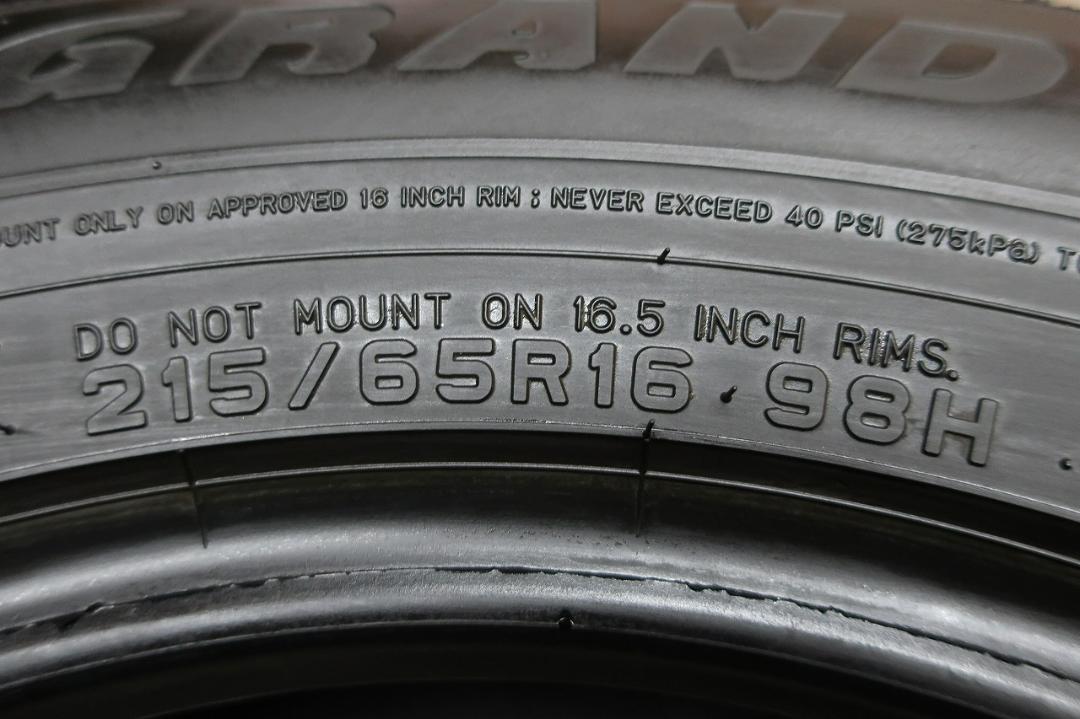 GRAND
ONLY ON APPROVED 16 INCH RIM ; NEVER EXCEED 40 PSI (275kPa)
DO NOT MOUNT ON 16.5 INCH RIMS.
215/65R16 98H